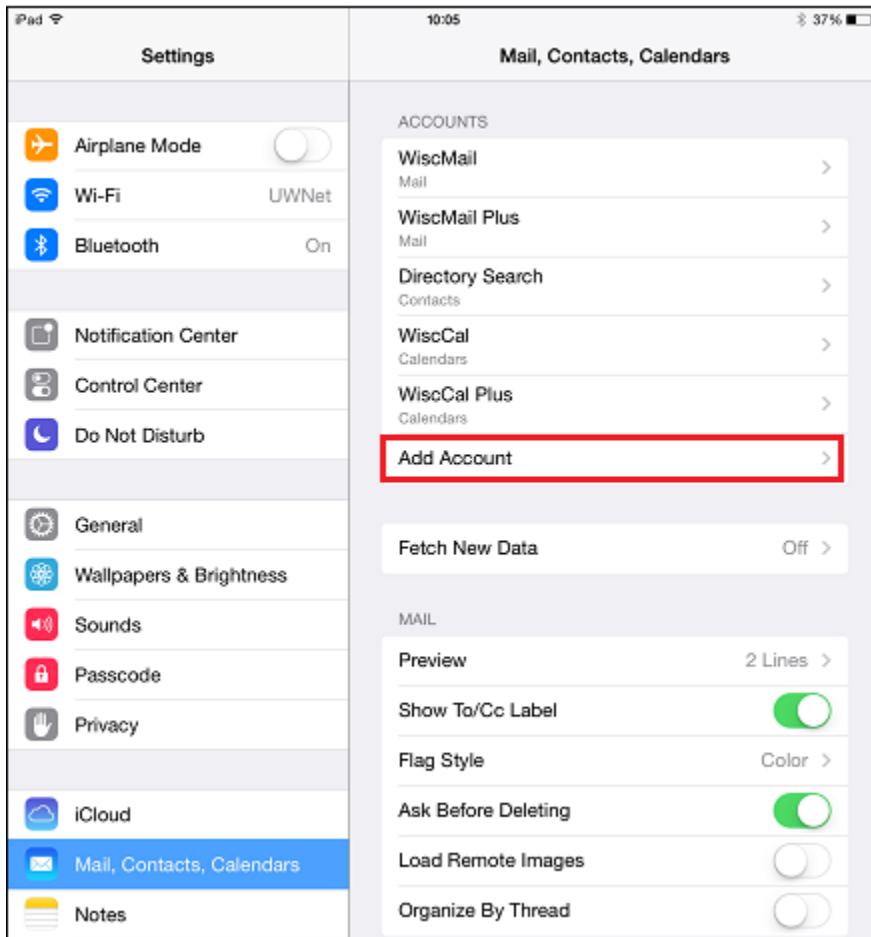 iPad 10:05 37%
Settings
Airplane Mode
Wi-Fi UWNet
Bluetooth On
Notification Center
Control Center
Do Not Disturb
General
Wallpapers & Brightness
Sounds
Passcode
Privacy
iCloud
Mail, Contacts, Calendars
Notes
Mail, Contacts, Calendars
ACCOUNTS
WiscMail
Mail
WiscMail Plus
Mail
Directory Search
Contacts
WiscCal
Calendars
WiscCal Plus
Calendars
Add Account
Fetch New Data Off
MAIL
Preview 2 Lines
Show To/Cc Label
Flag Style Color
Ask Before Deleting
Load Remote Images
Organize By Thread